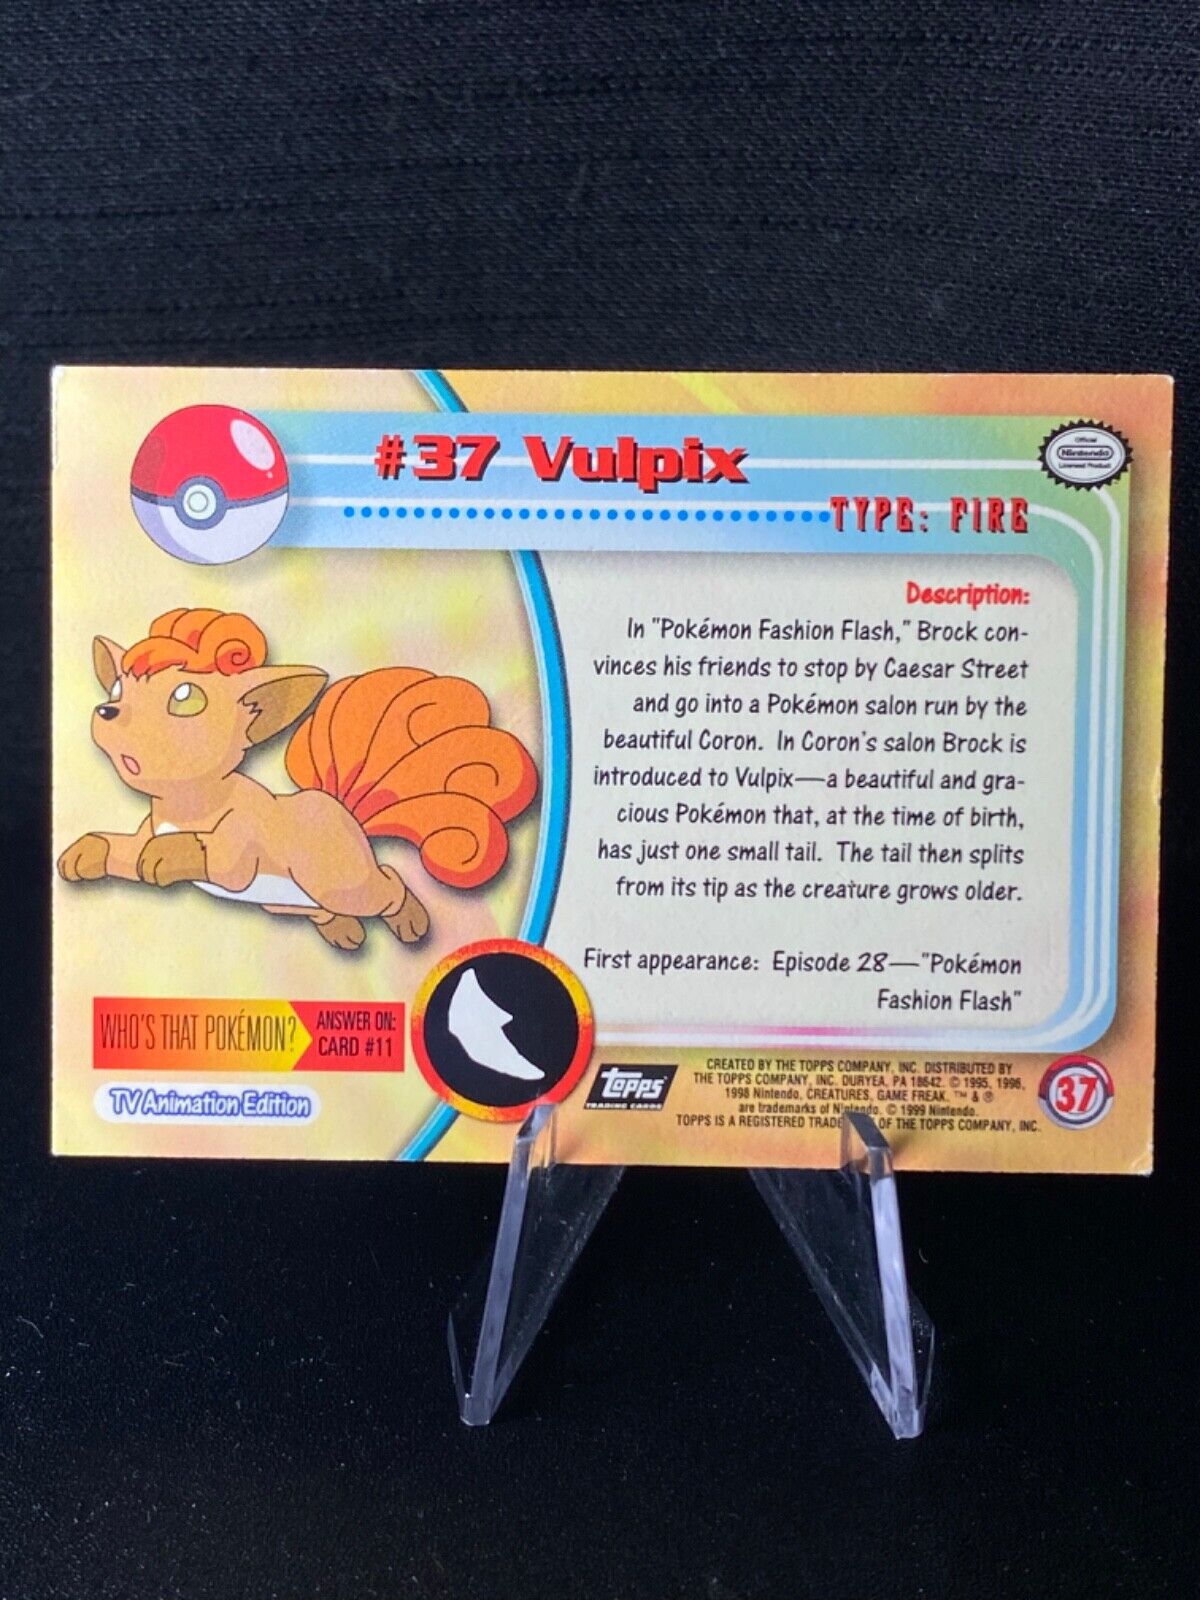 #37 Vulpix
Official
Nintendo
Licensed Product
TYPE: FIRE
Description:
In "Pokémon Fashion Flash," Brock con-
vinces his friends to stop by Caesar Street
and go into a Pokémon salon run by the
beautiful Coron. In Coron's salon Brock is
introduced to Vulpix—a beautiful and gra-
cious Pokémon that, at the time of birth,
has just one small tail. The tail then splits
from its tip as the creature grows older.
First appearance: Episode 28—"Pokémon
Fashion Flash"
WHO'S THAT POKÉMON?
ANSWER ON:
CARD #11
TV Animation Edition
Topps
TRADING CARDS
CREATED BY THE TOPPS COMPANY, INC. DISTRIBUTED BY
THE TOPPS COMPANY, INC. DURYEA, PA 18642. © 1995, 1996,
1998 Nintendo, CREATURES, GAME FREAK. ™ & ®
are trademarks of Nintendo. © 1999 Nintendo.
TOPPS IS A REGISTERED TRADE OF THE TOPPS COMPANY, INC.
37